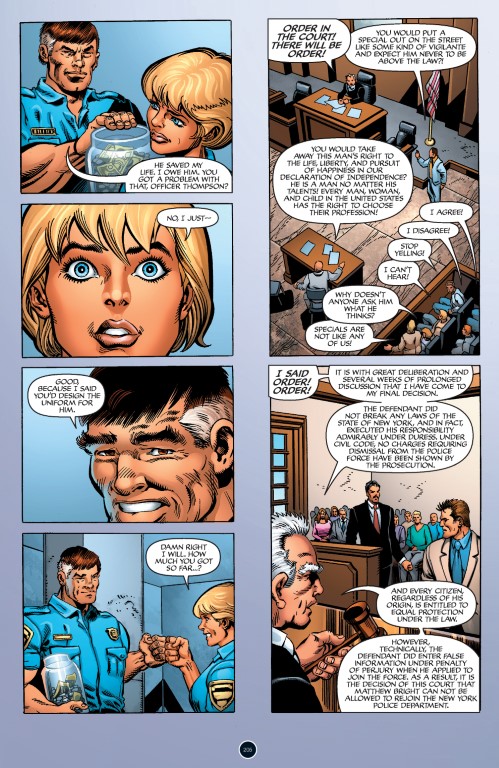 HE SAVED MY
LIFE. I OWE HIM. YOU
GOT A PROBLEM WITH
THAT, OFFICER THOMPSON?
NO, I JUST—
GOOD,
BECAUSE I SAID
YOU'D DESIGN THE
UNIFORM FOR
HIM.
DAMN RIGHT
I WILL. HOW
MUCH YOU GOT
SO FAR...?
ORDER IN
THE COURT!
THERE WILL BE
ORDER!
YOU WOULD PUT A
SPECIAL OUT ON THE STREET
LIKE SOME KIND OF VIGILANTE
AND EXPECT HIM NEVER TO BE
ABOVE THE LAW?!
YOU WOULD TAKE
AWAY THIS MAN'S RIGHT TO
THE LIFE, LIBERTY, AND PURSUIT
OF HAPPINESS IN OUR
DECLARATION OF INDEPENDENCE?
HE IS A MAN NO MATTER HIS
TALENTS! EVERY MAN, WOMAN,
AND CHILD IN THE UNITED STATES
HAS THE RIGHT TO CHOOSE
THEIR PROFESSION!
I AGREE!
I DISAGREE!
STOP
YELLING!
I CAN'T
HEAR!
WHY DOESN'T
ANYONE ASK HIM
WHAT HE
THINKS?
SPECIALS ARE
NOT LIKE ANY
OF US!
I SAID
ORDER!
ORDER!
IT IS WITH GREAT DELIBERATION AND
SEVERAL WEEKS OF PROLONGED
DISCUSSION THAT I HAVE COME TO
MY FINAL DECISION.
THE DEFENDANT DID
NOT BREAK ANY LAWS OF THE
STATE OF NEW YORK, AND IN FACT,
EXECUTED HIS RESPONSIBILITY
ADMIRABLY UNDER DURESS. UNDER
CIVIL CODE, NO CHARGES REQUIRING
DISMISSAL FROM THE POLICE
FORCE HAVE BEEN SHOWN BY
THE PROSECUTION.
AND EVERY CITIZEN,
REGARDLESS OF HIS
ORIGIN, IS ENTITLED TO
EQUAL PROTECTION
UNDER THE LAW.
HOWEVER,
TECHNICALLY, THE
DEFENDANT DID ENTER FALSE
INFORMATION UNDER PENALTY
OF PERJURY WHEN HE APPLIED TO
JOIN THE FORCE. AS A RESULT, IT
IS THE DECISION OF THIS COURT THAT
MATTHEW BRIGHT CAN NOT BE
ALLOWED TO REJOIN THE NEW YORK
POLICE DEPARTMENT.